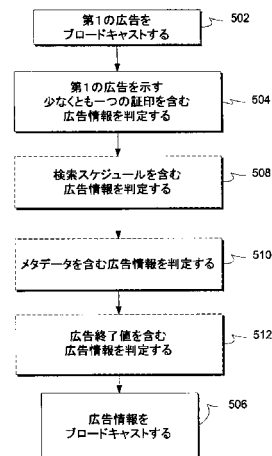 第1の広告を
ブロードキャストする
502
第1の広告を示す
少なくとも一つの証印を含む
広告情報を判定する
504
検索スケジュールを含む
広告情報を判定する
508
メタデータを含む広告情報を判定する
510
広告終了値を含む
広告情報を判定する
512
広告情報を
ブロードキャストする
506